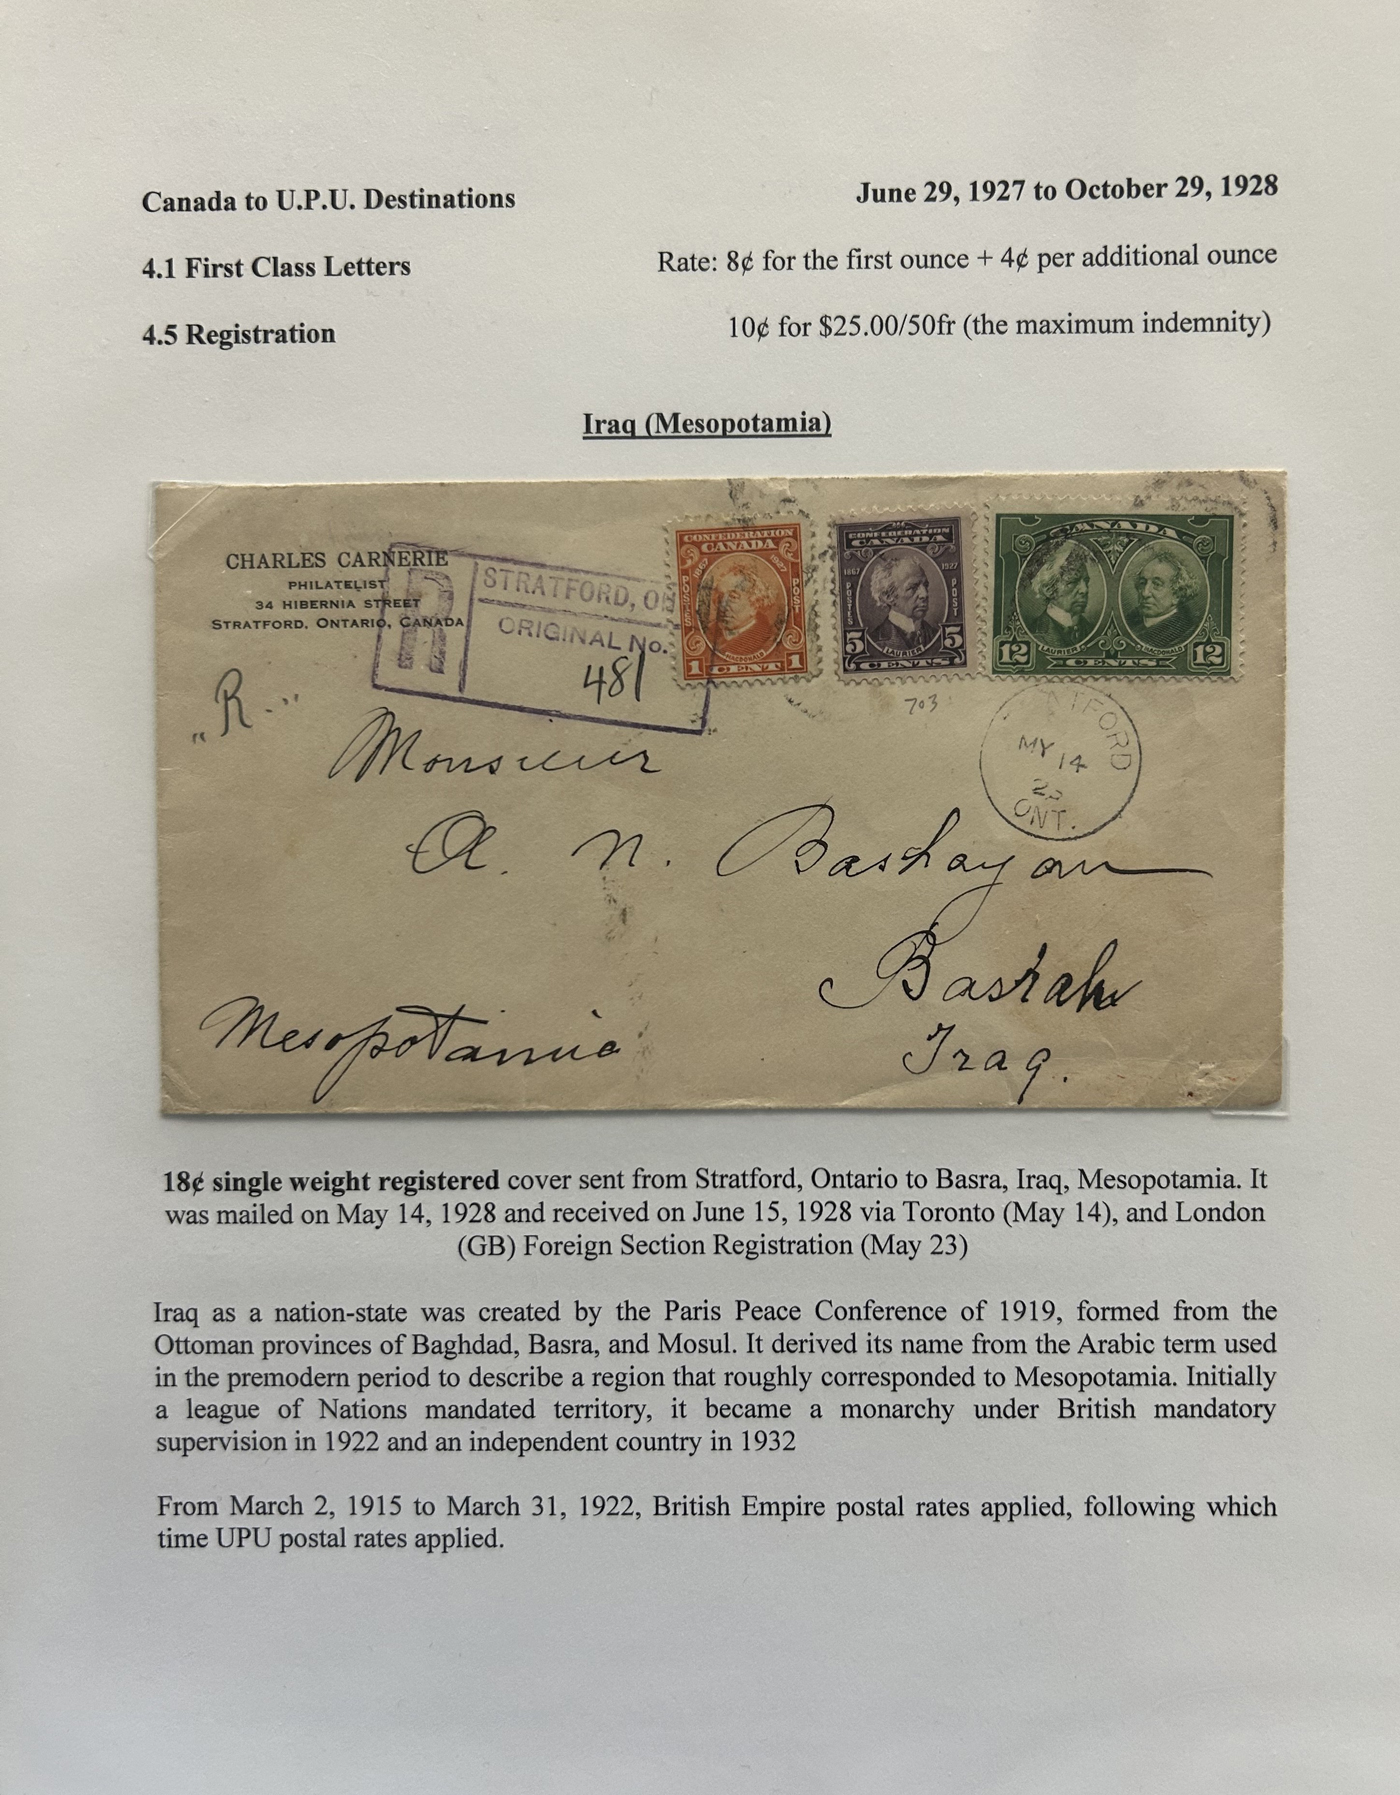 Canada to U.P.U. Destinations
June 29, 1927 to October 29, 1928
4.1 First Class Letters
Rate: 8¢ for the first ounce + 4¢ per additional ounce
4.5 Registration
10¢ for $25.00/50fr (the maximum indemnity)
Iraq (Mesopotamia)
CHARLES CARNERIE
PHILATELIST
34 HIBERNIA STREET
STRATFORD, ONTARIO, CANADA
R
STRATFORD,
ORIGINAL No.
481
CONFEDERATION
CANADA
1867 1927
POSTES POST
MACDONALD
1 CENT 1
CONFEDERATION
CANADA
1867 1927
POSTES POST
LAURIER
5 CENTS 5
CANADA
LAURIER MACDONALD
12 CENTS 12
"R"
703
MY 14
ONT.
Monsieur
A. N. Bashayan
Basrah
Mesopotamia
Iraq.
18¢ single weight registered cover sent from Stratford, Ontario to Basra, Iraq, Mesopotamia. It
was mailed on May 14, 1928 and received on June 15, 1928 via Toronto (May 14), and London
(GB) Foreign Section Registration (May 23)
Iraq as a nation-state was created by the Paris Peace Conference of 1919, formed from the
Ottoman provinces of Baghdad, Basra, and Mosul. It derived its name from the Arabic term used
in the premodern period to describe a region that roughly corresponded to Mesopotamia. Initially
a league of Nations mandated territory, it became a monarchy under British mandatory
supervision in 1922 and an independent country in 1932
From March 2, 1915 to March 31, 1922, British Empire postal rates applied, following which
time UPU postal rates applied.